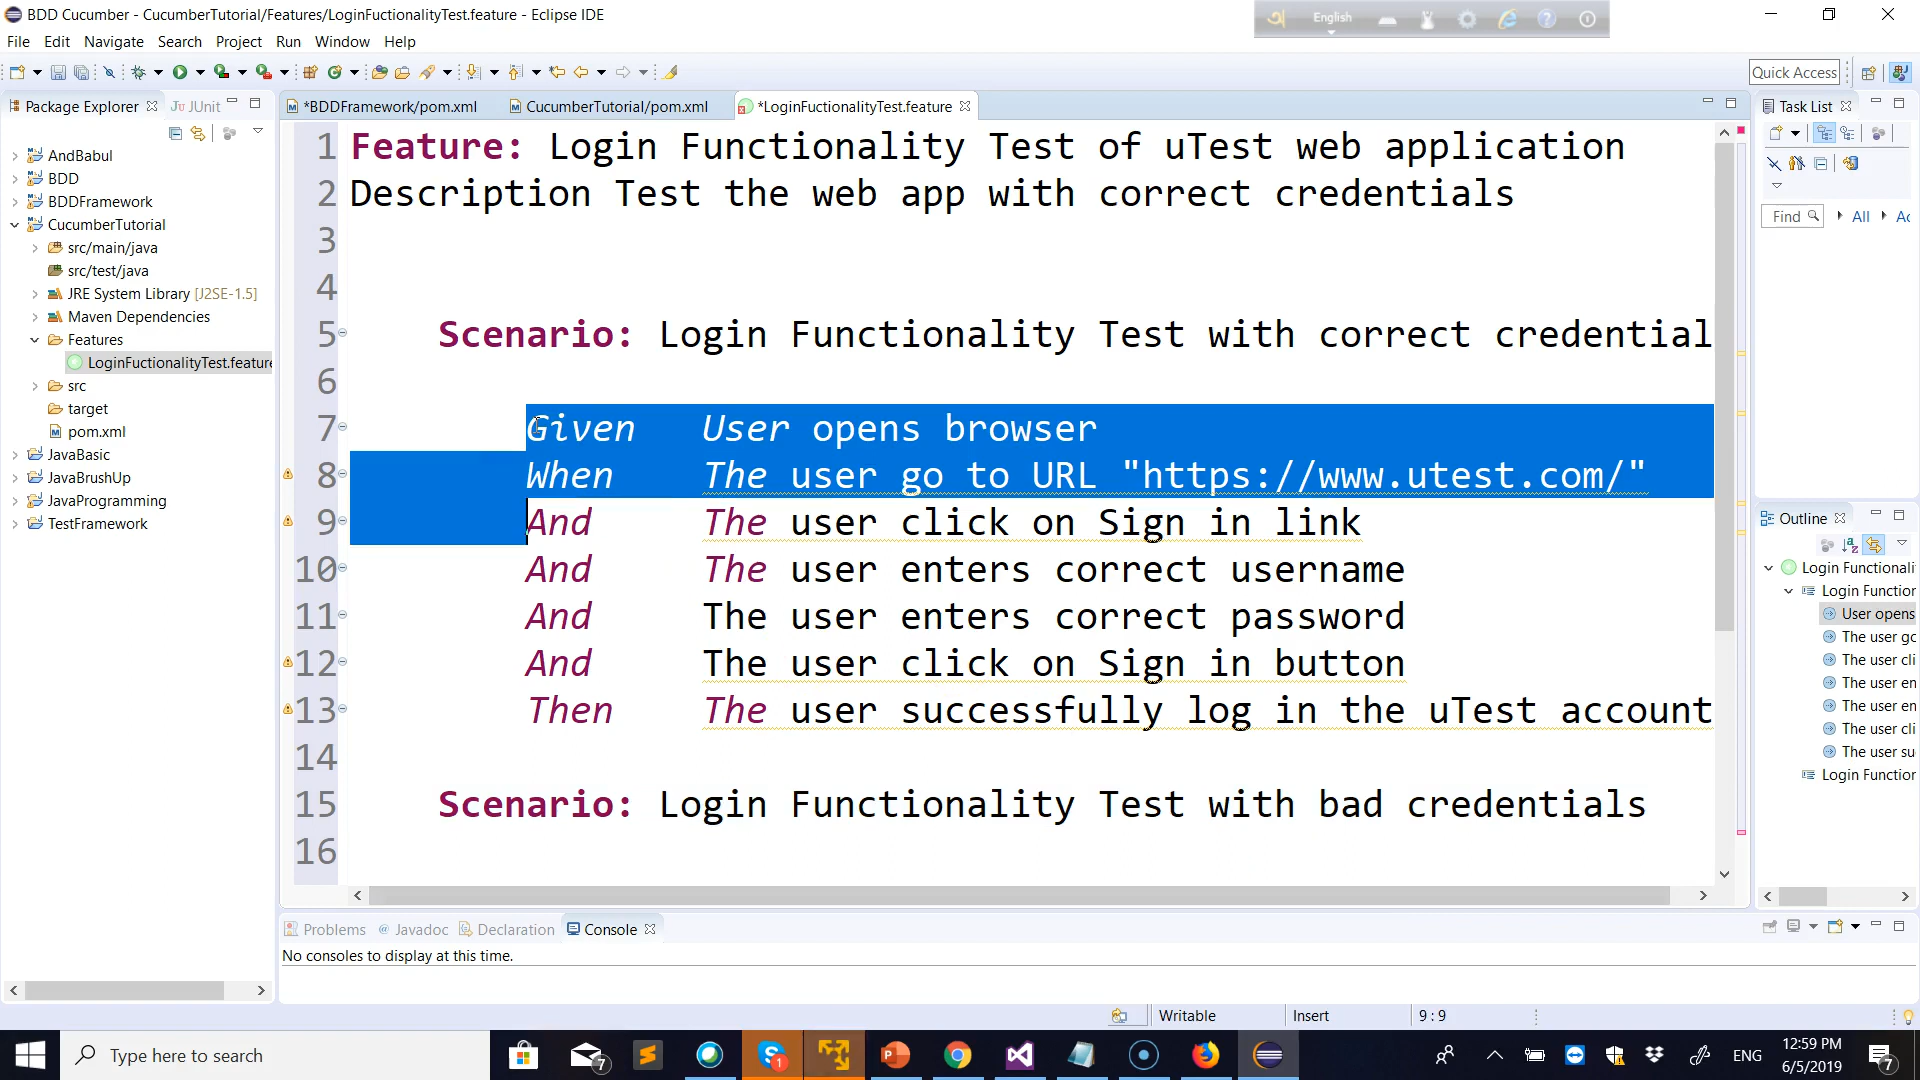 BDD Cucumber - CucumberTutorial/Features/LoginFuctionalityTest.feature - Eclipse IDE
English
File Edit Navigate Search Project Run Window Help
Quick Access
Package Explorer
JUnit
*BDDFramework/pom.xml
CucumberTutorial/pom.xml
*LoginFuctionalityTest.feature
Task List
AndBabul
BDD
BDDFramework
CucumberTutorial
src/main/java
src/test/java
JRE System Library [J2SE-1.5]
Maven Dependencies
Features
LoginFuctionalityTest.feature
src
target
pom.xml
JavaBasic
JavaBrushUp
JavaProgramming
TestFramework
1 Feature: Login Functionality Test of uTest web application
2 Description Test the web app with correct credentials
3
4
5 Scenario: Login Functionality Test with correct credential
6
7 Given User opens browser
8 When The user go to URL "https://www.utest.com/"
9 And The user click on Sign in link
10 And The user enters correct username
11 And The user enters correct password
12 And The user click on Sign in button
13 Then The user successfully log in the uTest account
14
15 Scenario: Login Functionality Test with bad credentials
16
Find All Ac
Outline
Login Functionali
Login Function
User opens
The user go
The user cli
The user en
The user en
The user cli
The user su
Login Function
Problems
@ Javadoc
Declaration
Console
No consoles to display at this time.
Writable
Insert
9 : 9
Type here to search
7
1
ENG
12:59 PM
6/5/2019
7